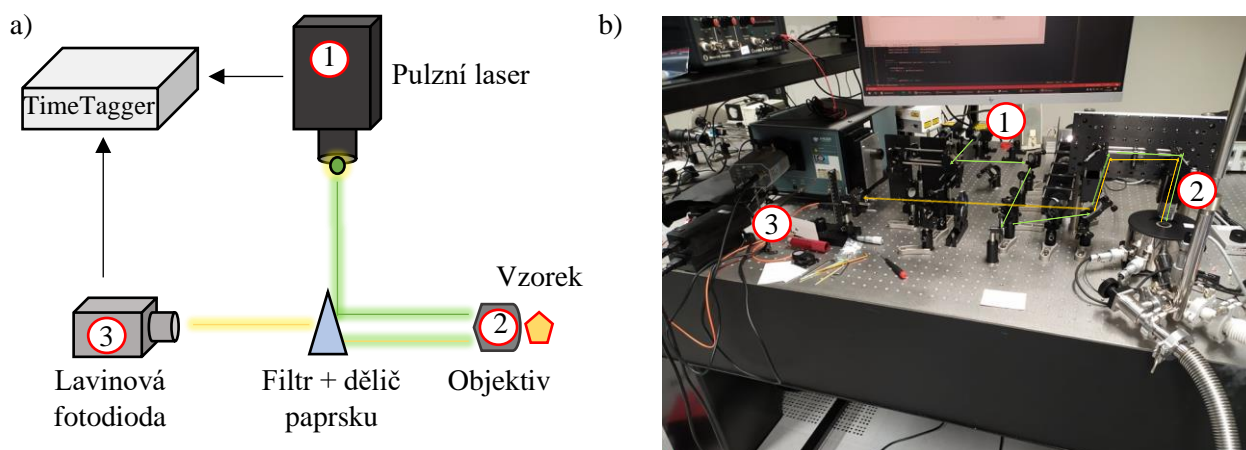 a)
1
Pulzní laser
TimeTagger
Vzorek
2
3
Lavinová
fotodioda
Filtr + dělič
paprsku
Objektiv
b)
1
2
3